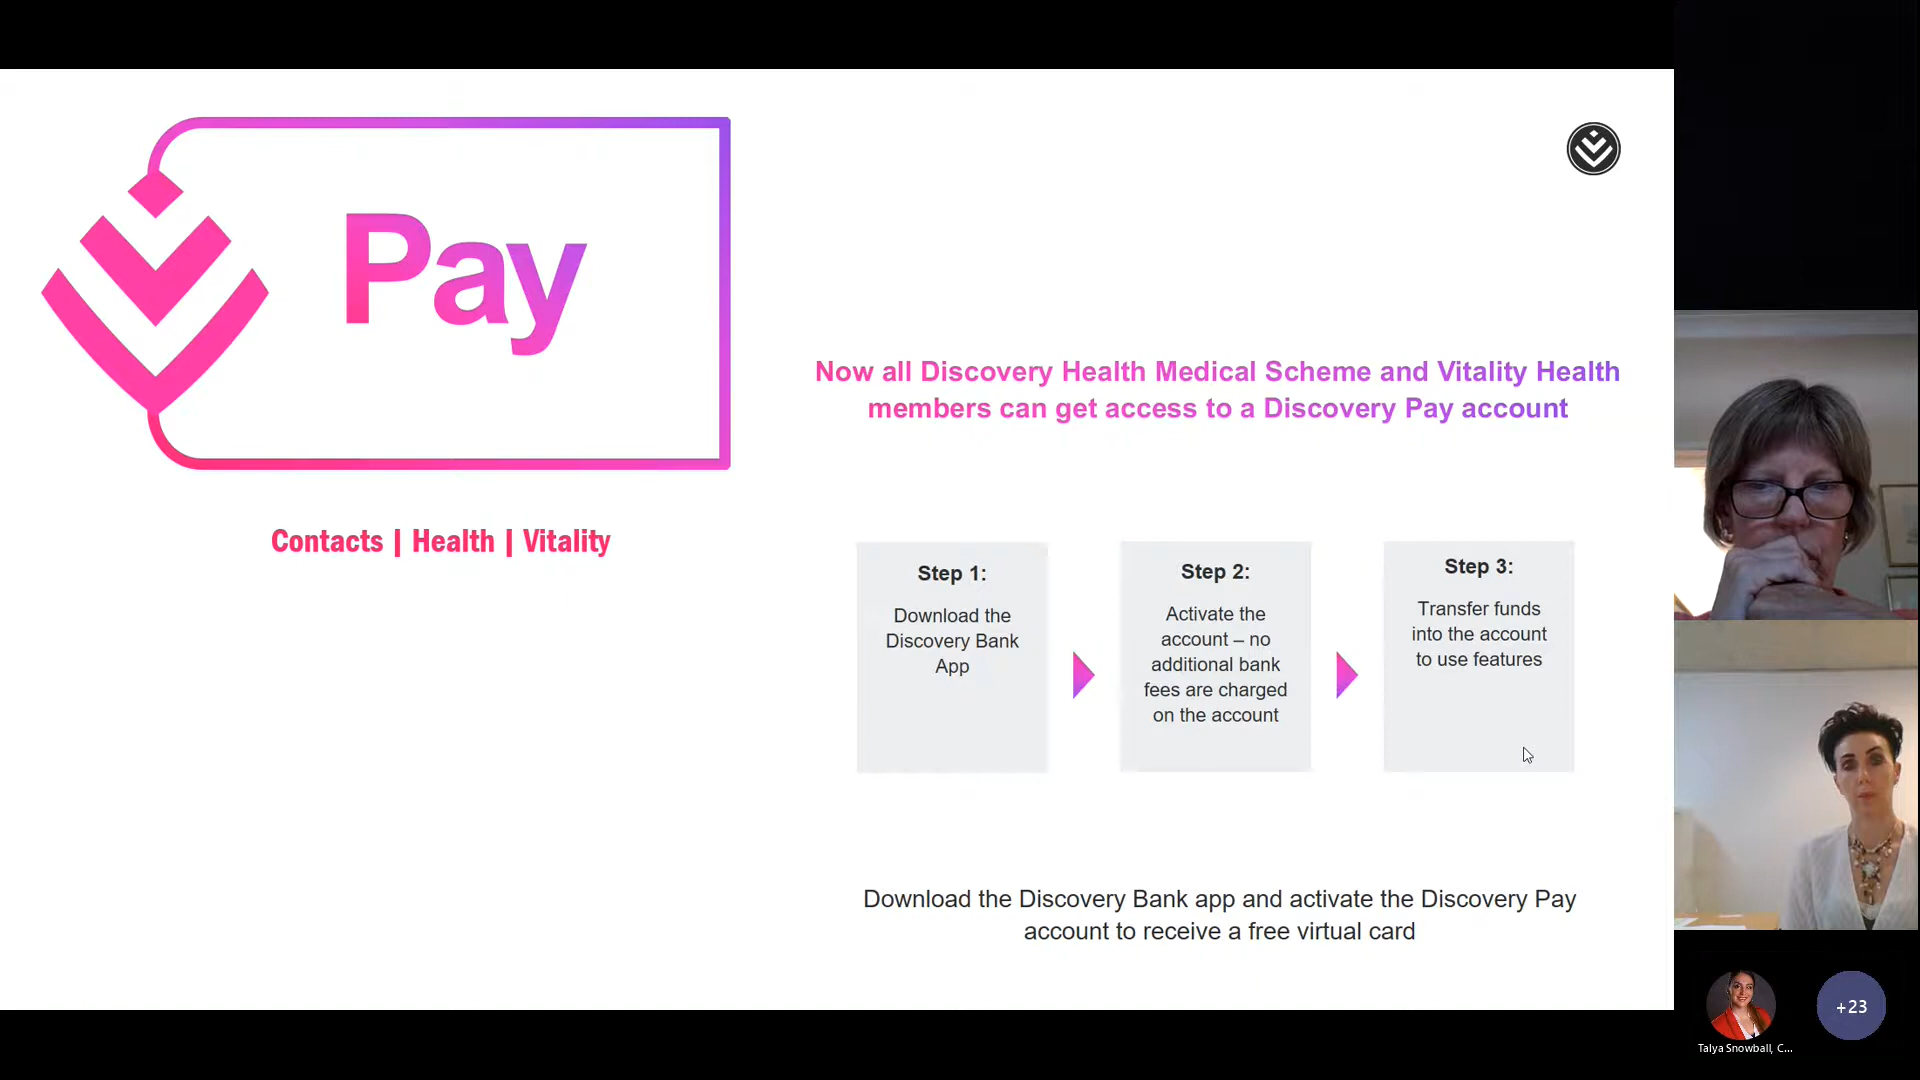 Pay
Contacts | Health | Vitality
Now all Discovery Health Medical Scheme and Vitality Health
members can get access to a Discovery Pay account
Step 1:
Download the
Discovery Bank
App
Step 2:
Activate the
account – no
additional bank
fees are charged
on the account
Step 3:
Transfer funds
into the account
to use features
Download the Discovery Bank app and activate the Discovery Pay
account to receive a free virtual card
Talya Snowball, C...
+23